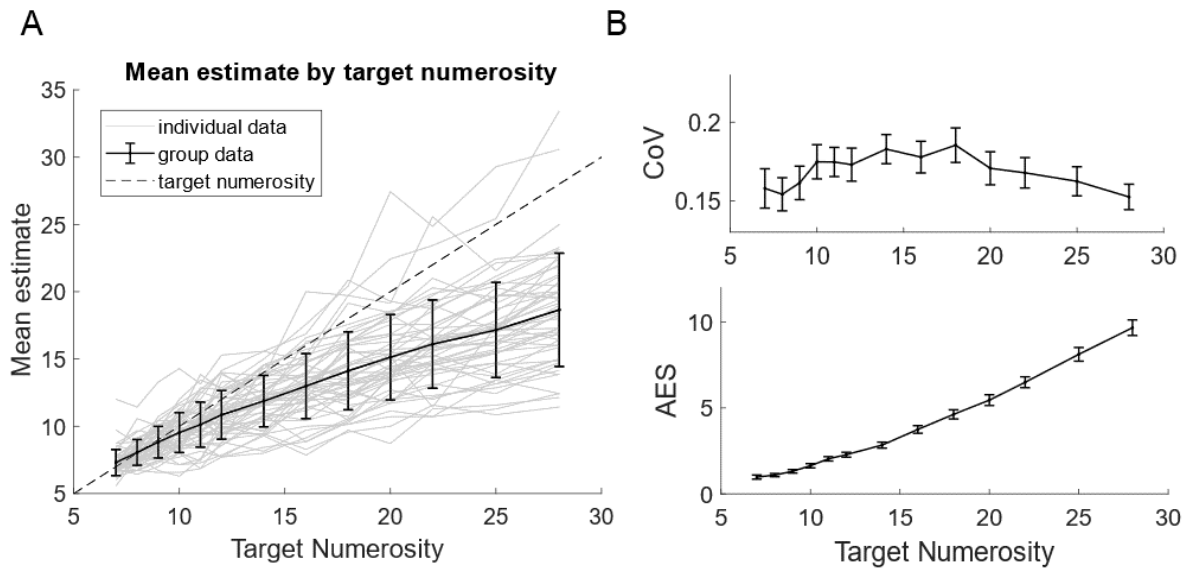 A
Mean estimate by target numerosity
35
30
25
20
15
10
5
Mean estimate
individual data
group data
target numerosity
5
10
15
20
25
30
Target Numerosity
B
CoV
0.2
0.15
5
10
15
20
25
30
AES
10
5
0
5
10
15
20
25
30
Target Numerosity